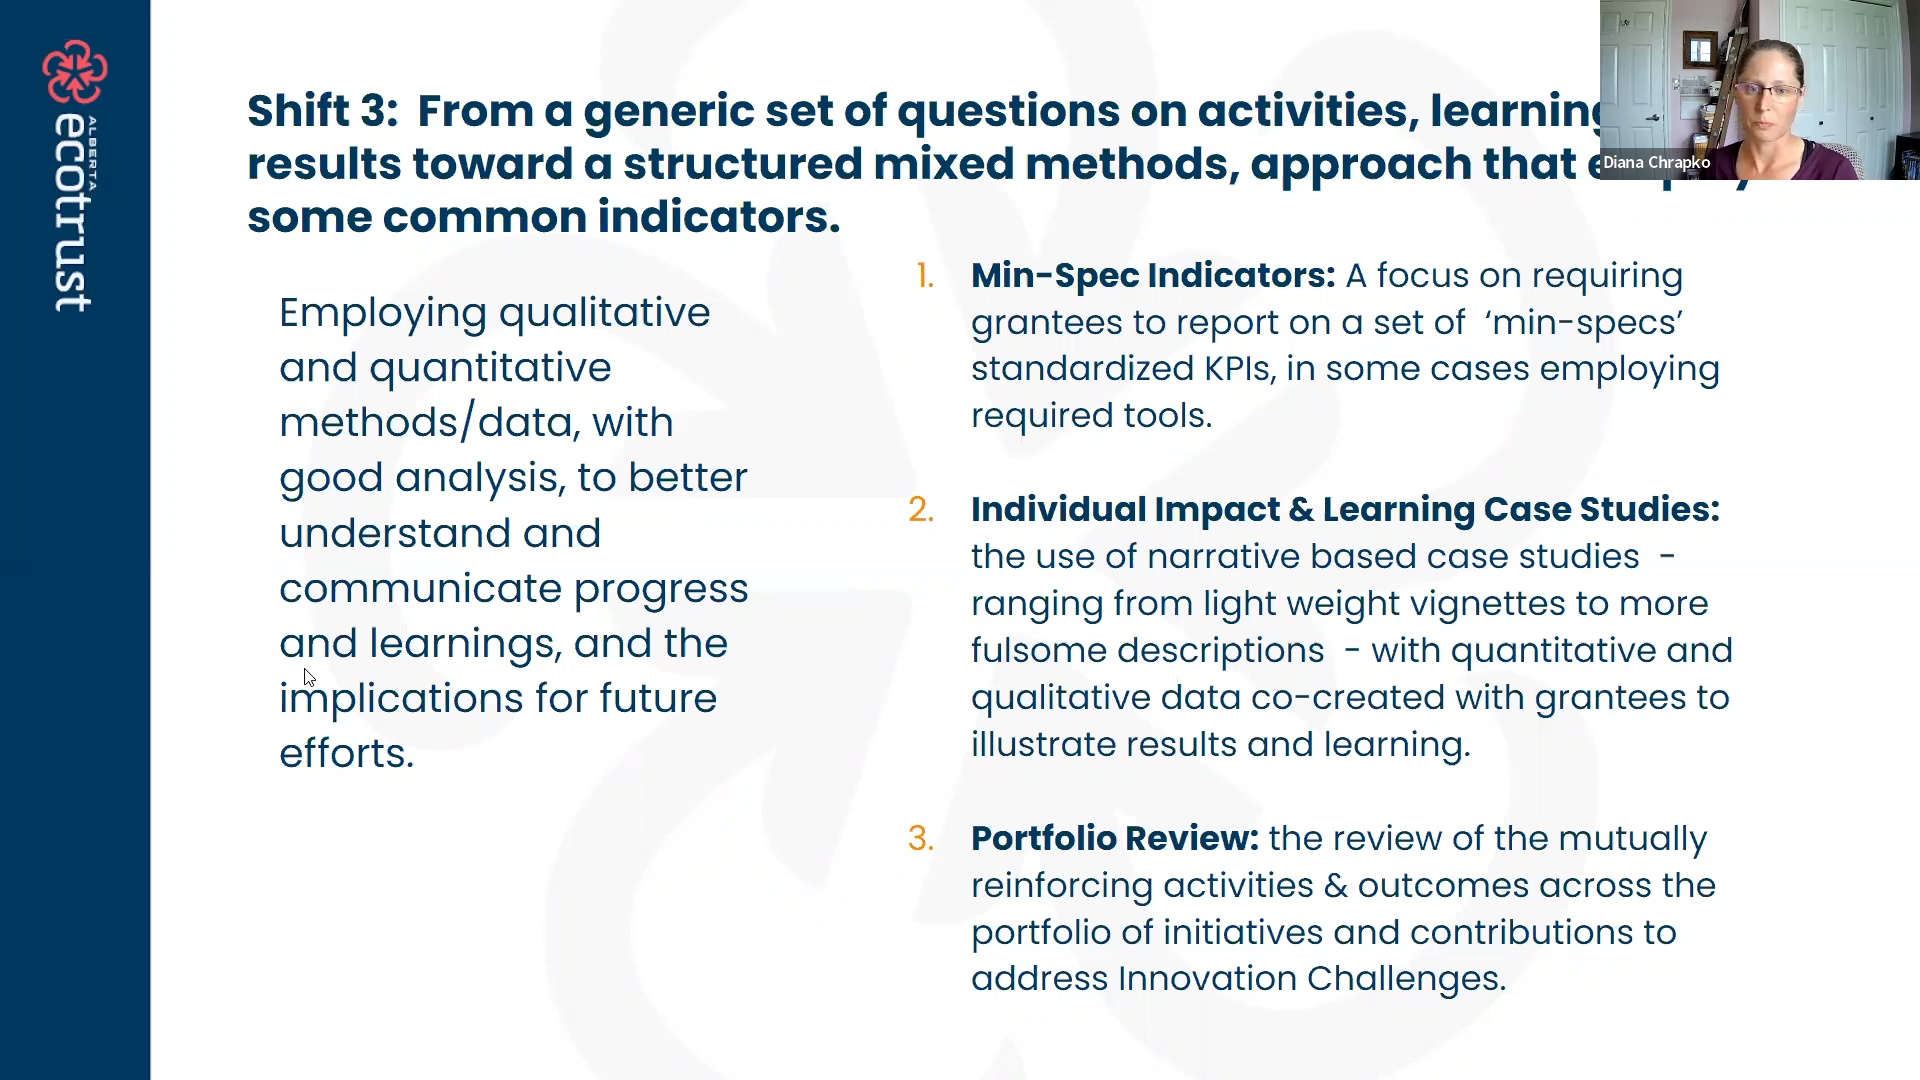 ALBERTA
ecotrust
Shift 3: From a generic set of questions on activities, learning
results toward a structured mixed methods, approach that
some common indicators.
Diana Chrapko
Employing qualitative
and quantitative
methods/data, with
good analysis, to better
understand and
communicate progress
and learnings, and the
implications for future
efforts.
1. Min-Spec Indicators: A focus on requiring
grantees to report on a set of ‘min-specs’
standardized KPIs, in some cases employing
required tools.
2. Individual Impact & Learning Case Studies:
the use of narrative based case studies -
ranging from light weight vignettes to more
fulsome descriptions - with quantitative and
qualitative data co-created with grantees to
illustrate results and learning.
3. Portfolio Review: the review of the mutually
reinforcing activities & outcomes across the
portfolio of initiatives and contributions to
address Innovation Challenges.